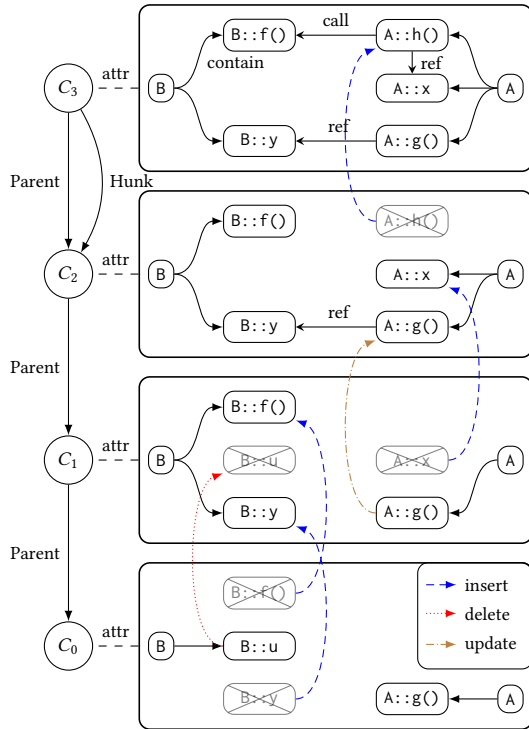 call
B::f()
A::h()
attr
contain
ref
C3
B
A::x
A
B::y
ref
A::g()
Parent
Hunk
B::f()
A::h()
attr
C2
B
A::x
A
ref
B::y
A::g()
Parent
B::f()
attr
C1
B
B::u
A::x
A
B::y
A::g()
Parent
B::f()
insert
attr
delete
C0
B
B::u
update
B::y
A::g()
A